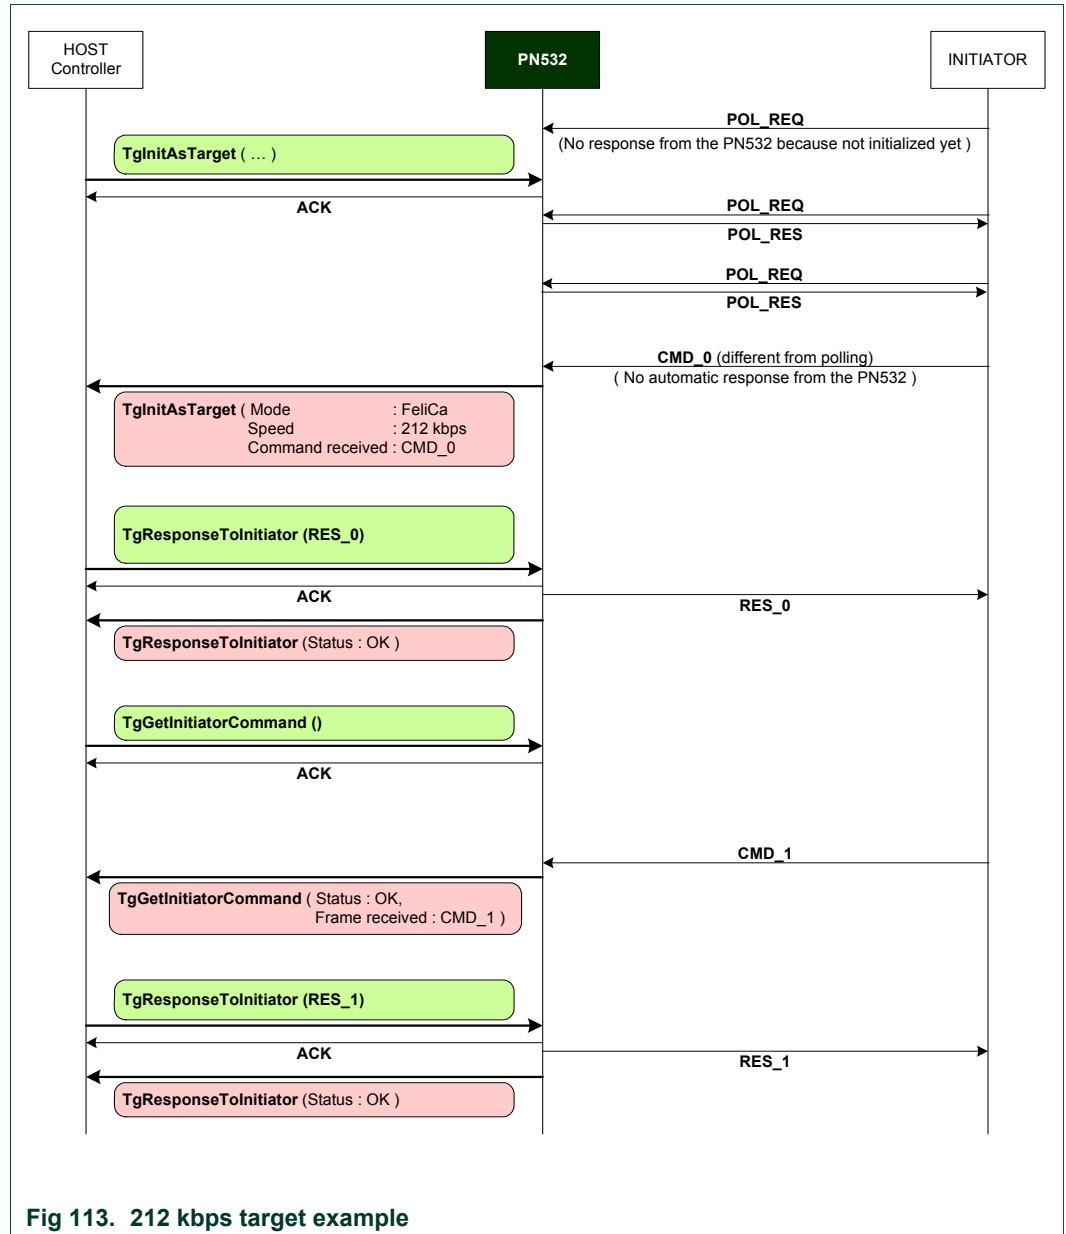 HOST
Controller
PN532
INITIATOR
POL_REQ
(No response from the PN532 because not initialized yet )
TgInitAsTarget ( ... )
ACK
POL_REQ
POL_RES
POL_REQ
POL_RES
CMD_0 (different from polling)
( No automatic response from the PN532 )
TgInitAsTarget ( Mode : FeliCa
Speed : 212 kbps
Command received : CMD_0
TgResponseToInitiator (RES_0)
ACK
RES_0
TgResponseToInitiator (Status : OK )
TgGetInitiatorCommand ()
ACK
CMD_1
TgGetInitiatorCommand ( Status : OK,
Frame received : CMD_1 )
TgResponseToInitiator (RES_1)
ACK
RES_1
TgResponseToInitiator (Status : OK )
Fig 113. 212 kbps target example